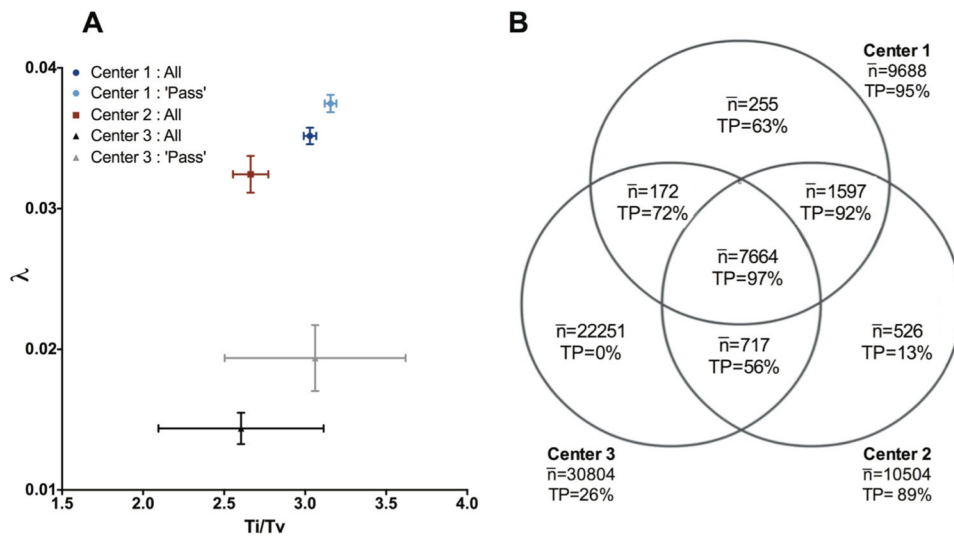 A
Center 1 : All
Center 1 : 'Pass'
Center 2 : All
Center 3 : All
Center 3 : 'Pass'
0.04
0.03
0.02
0.01
λ
1.5
2.0
2.5
3.0
3.5
4.0
Ti/Tv
B
Center 1
n̅=9688
TP=95%
n̅=255
TP=63%
n̅=172
TP=72%
n̅=1597
TP=92%
n̅=7664
TP=97%
n̅=22251
TP=0%
n̅=717
TP=56%
n̅=526
TP=13%
Center 3
n̅=30804
TP=26%
Center 2
n̅=10504
TP= 89%